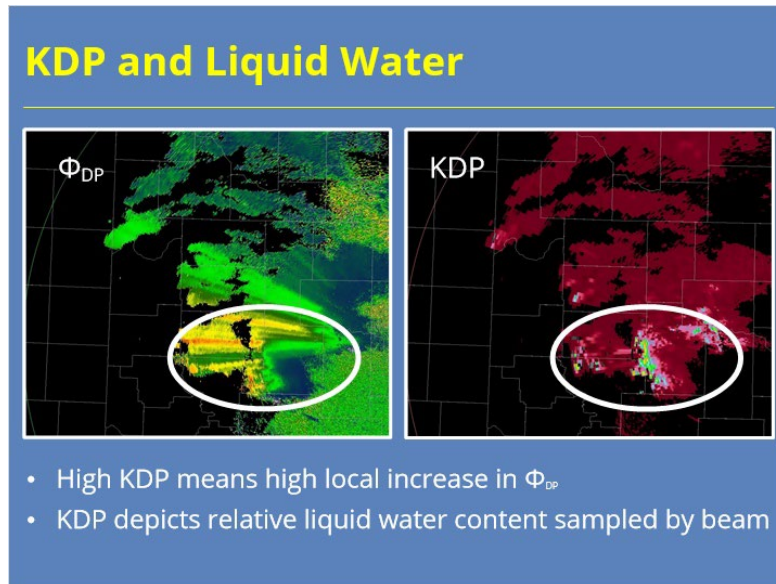 KDP and Liquid Water
ΦDP
KDP
• High KDP means high local increase in ΦDP
• KDP depicts relative liquid water content sampled by beam